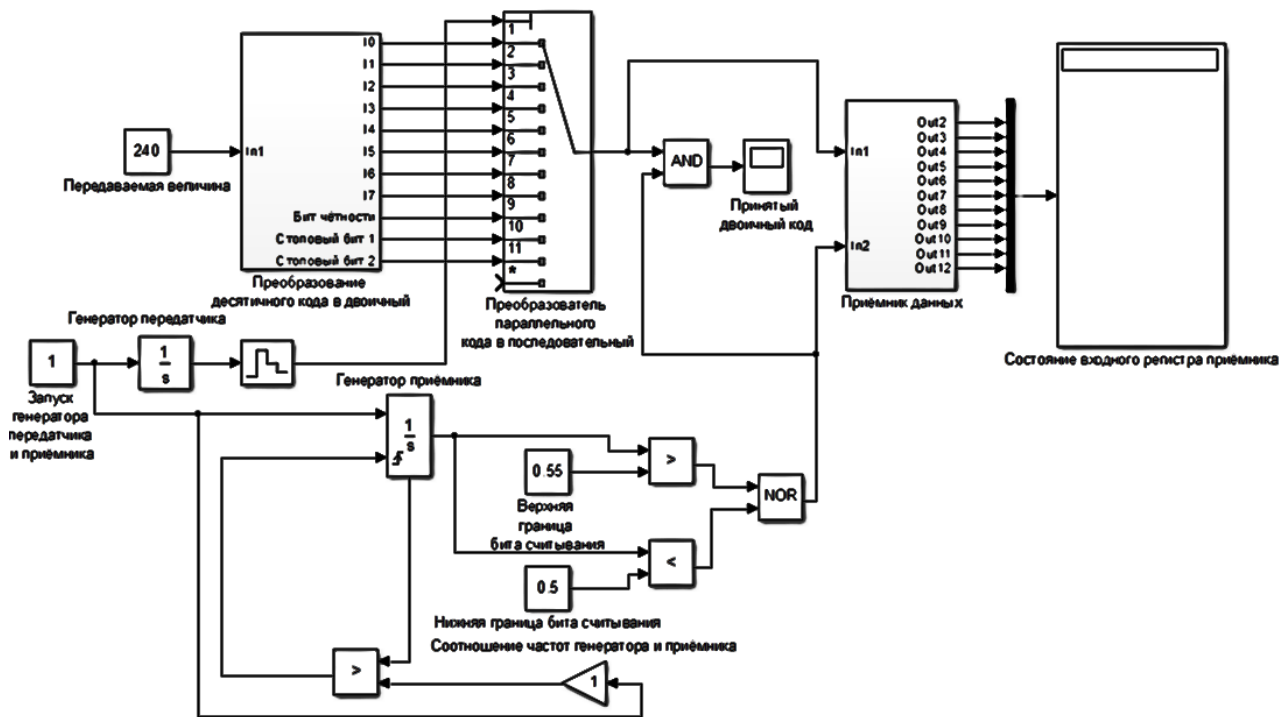 I0
I1
I2
I3
I4
I5
I6
I7
Бит чётности
Стоповый бит 1
Стоповый бит 2
In1
240
Передаваемая величина
Преобразование
десятичного кода в двоичный
1
2
3
4
5
6
7
8
9
10
11
*
Преобразователь
параллельного
кода в последовательный
AND
Принятый
двоичный код
In1
In2
Out2
Out3
Out4
Out5
Out6
Out7
Out8
Out9
Out10
Out11
Out12
Приёмник данных
Состояние входного регистра приёмника
Генератор передатчика
1
Запуск
генератора
передатчика
и приёмника
1
s
Генератор приёмника
1
s
0.55
Верхняя
граница
бита считывания
>
NOR
<
0.5
Нижняя граница бита считывания
Соотношение частот генератора и приёмника
>
1